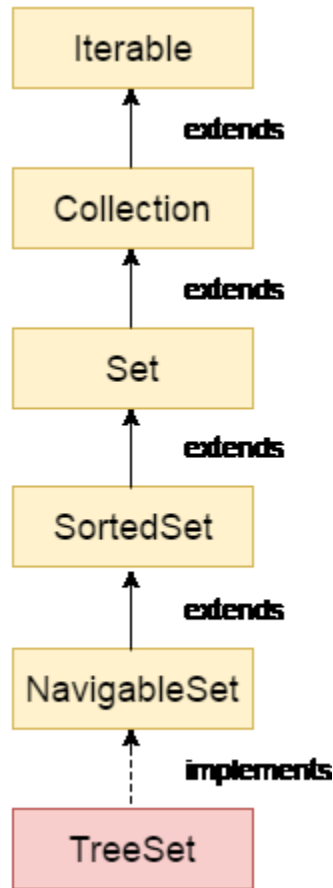 Iterable
extends
Collection
extends
Set
extends
SortedSet
extends
NavigableSet
implements
TreeSet